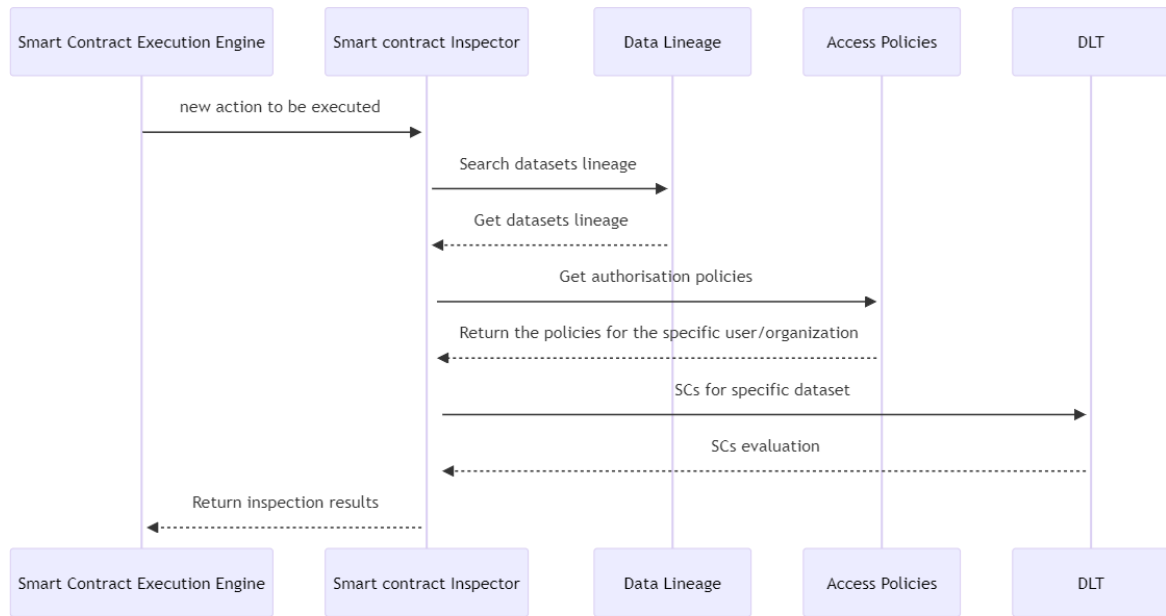 Smart Contract Execution Engine
Smart contract Inspector
Data Lineage
Access Policies
DLT
new action to be executed
Search datasets lineage
Get datasets lineage
Get authorisation policies
Return the policies for the specific user/organization
SCs for specific dataset
SCs evaluation
Return inspection results
Smart Contract Execution Engine
Smart contract Inspector
Data Lineage
Access Policies
DLT